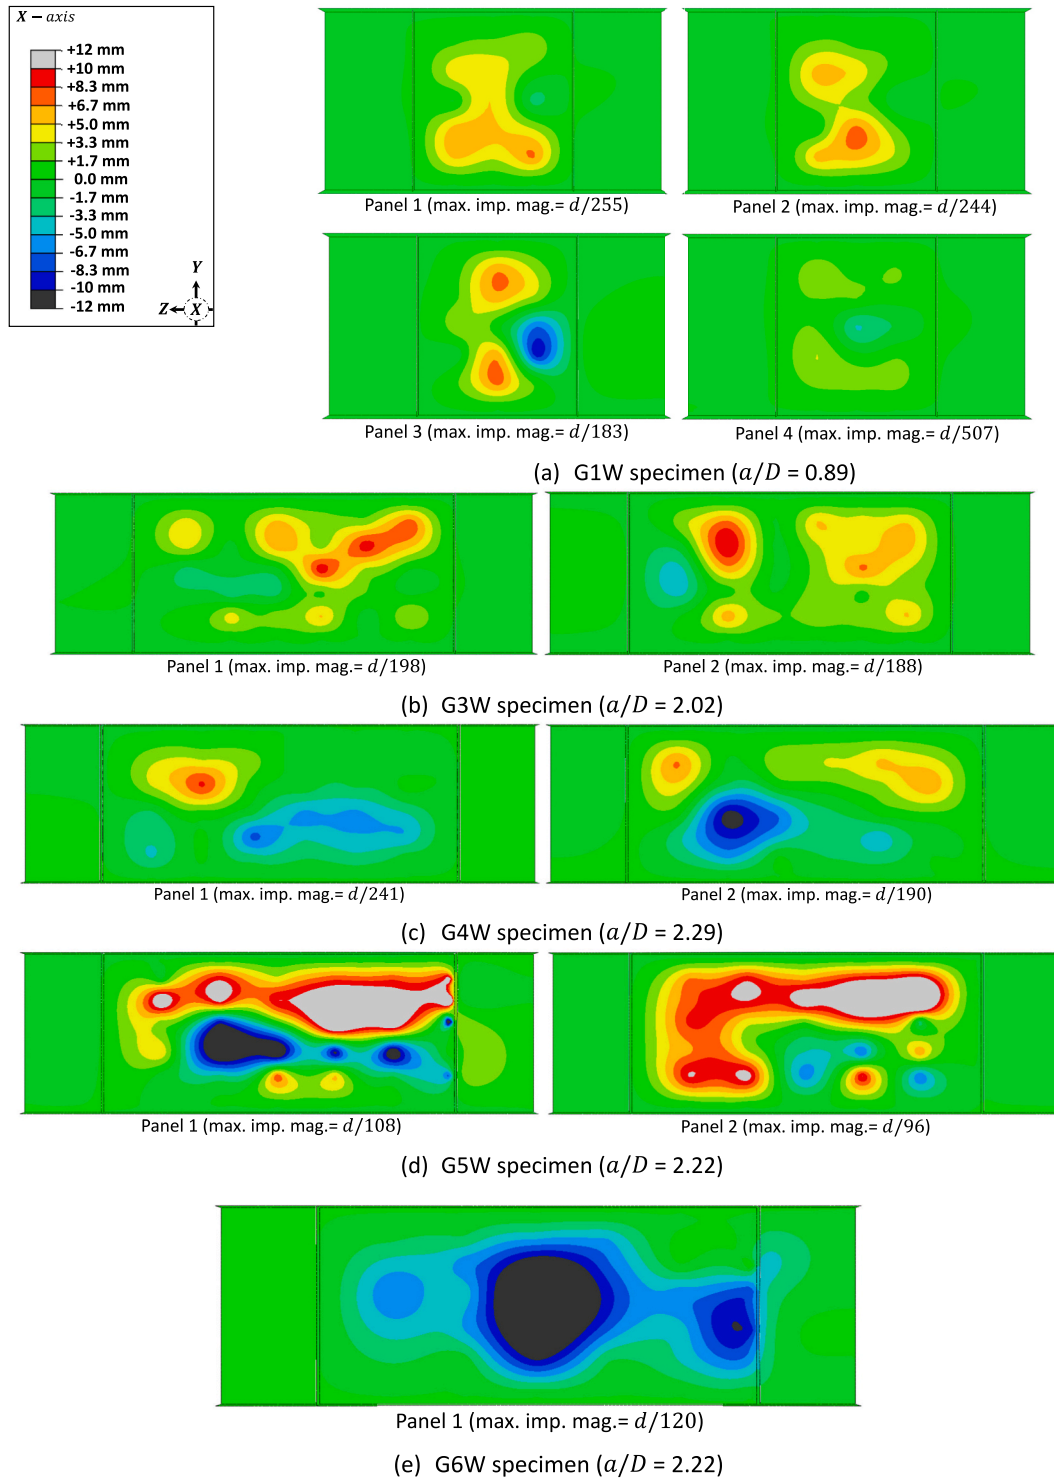 X – axis
+12 mm
+10 mm
+8.3 mm
+6.7 mm
+5.0 mm
+3.3 mm
+1.7 mm
0.0 mm
-1.7 mm
-3.3 mm
-5.0 mm
-6.7 mm
-8.3 mm
-10 mm
-12 mm
Y
Z X
Panel 1 (max. imp. mag.= d/255)
Panel 2 (max. imp. mag.= d/244)
Panel 3 (max. imp. mag.= d/183)
Panel 4 (max. imp. mag.= d/507)
(a) G1W specimen (a/D = 0.89)
Panel 1 (max. imp. mag.= d/198)
Panel 2 (max. imp. mag.= d/188)
(b) G3W specimen (a/D = 2.02)
Panel 1 (max. imp. mag.= d/241)
Panel 2 (max. imp. mag.= d/190)
(c) G4W specimen (a/D = 2.29)
Panel 1 (max. imp. mag.= d/108)
Panel 2 (max. imp. mag.= d/96)
(d) G5W specimen (a/D = 2.22)
Panel 1 (max. imp. mag.= d/120)
(e) G6W specimen (a/D = 2.22)